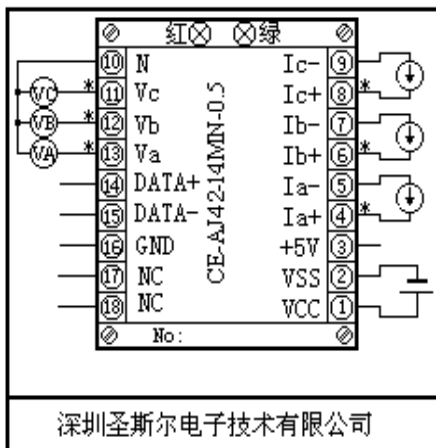 红 绿
⑩ N Ic- ⑨
VC * ⑪ Vc Ic+ ⑧ *
VB * ⑫ Vb Ib- ⑦
VA * ⑬ Va Ib+ ⑥ *
⑭ DATA+ Ia- ⑤
⑮ DATA- Ia+ ④ *
⑯ GND +5V ③
⑰ NC VSS ②
⑱ NC VCC ①
CE-AJ42-14MN-0.5
No:
深圳圣斯尔电子技术有限公司